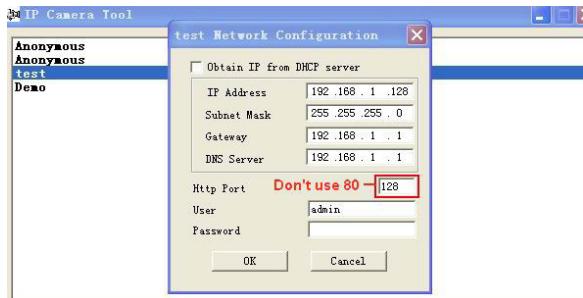 IP Camera Tool
Anonymous
Anonymous
test
Demo
test Network Configuration
Obtain IP from DHCP server
IP Address 192 .168 . 1 .128
Subnet Mask 255 .255 .255 . 0
Gateway 192 .168 . 1 . 1
DNS Server 192 .168 . 1 . 1
Http Port Don't use 80 128
User admin
Password
OK Cancel